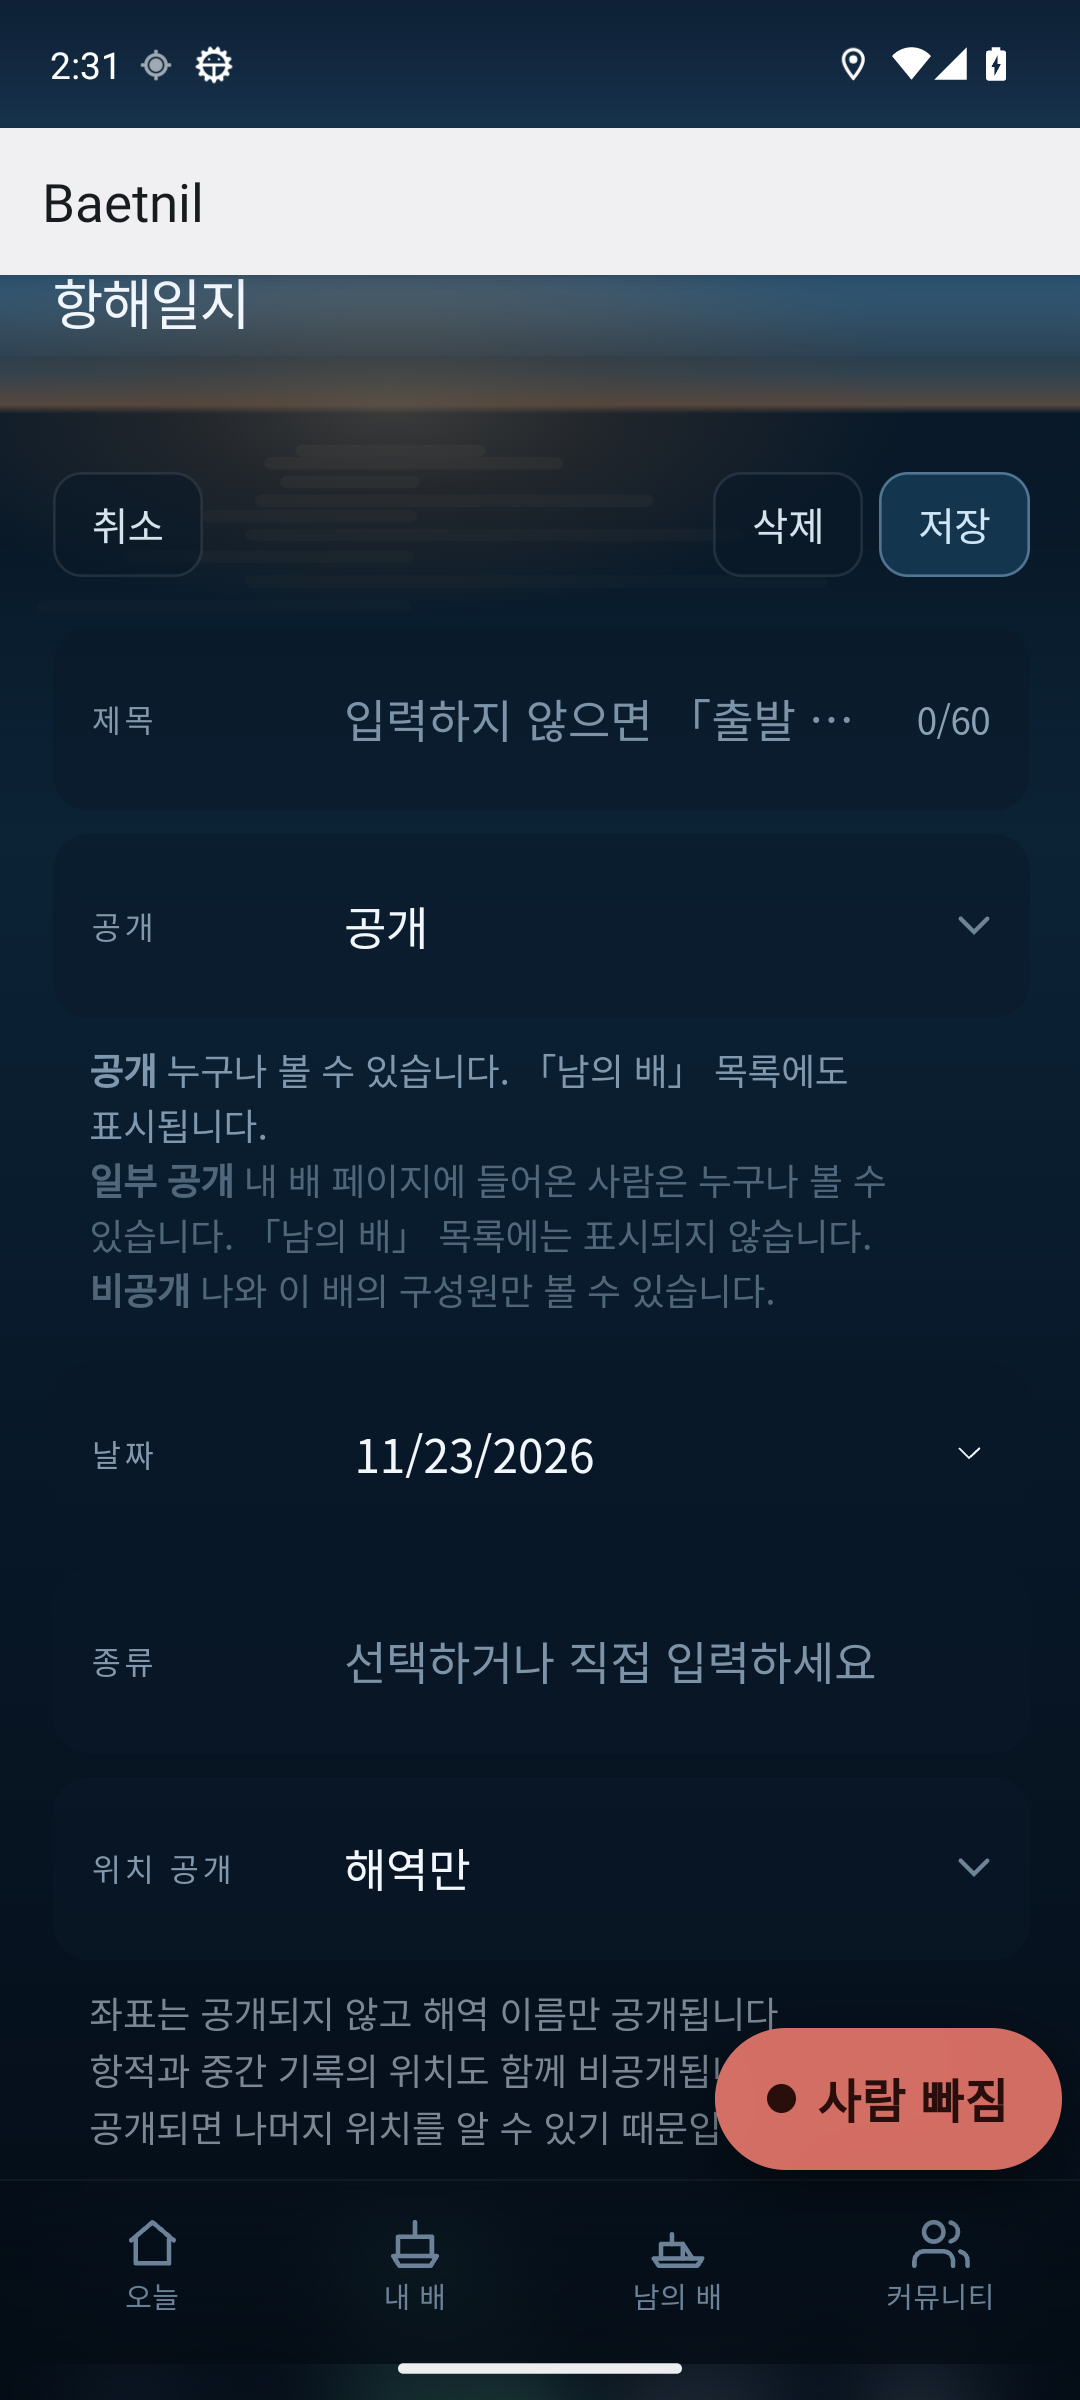 2:31
Baetnil
항해일지
취소
삭제
저장
제목
입력하지 않으면 「출발 …
0/60
공개
공개
공개 누구나 볼 수 있습니다. 「남의 배」 목록에도
표시됩니다.
일부 공개 내 배 페이지에 들어온 사람은 누구나 볼 수
있습니다. 「남의 배」 목록에는 표시되지 않습니다.
비공개 나와 이 배의 구성원만 볼 수 있습니다.
날짜
11/23/2026
종류
선택하거나 직접 입력하세요
위치 공개
해역만
좌표는 공개되지 않고 해역 이름만 공개됩니다
항적과 중간 기록의 위치도 함께
공개되면 나머지 위치를 알 수 있기
사람 빠짐
오늘
내 배
남의 배
커뮤니티